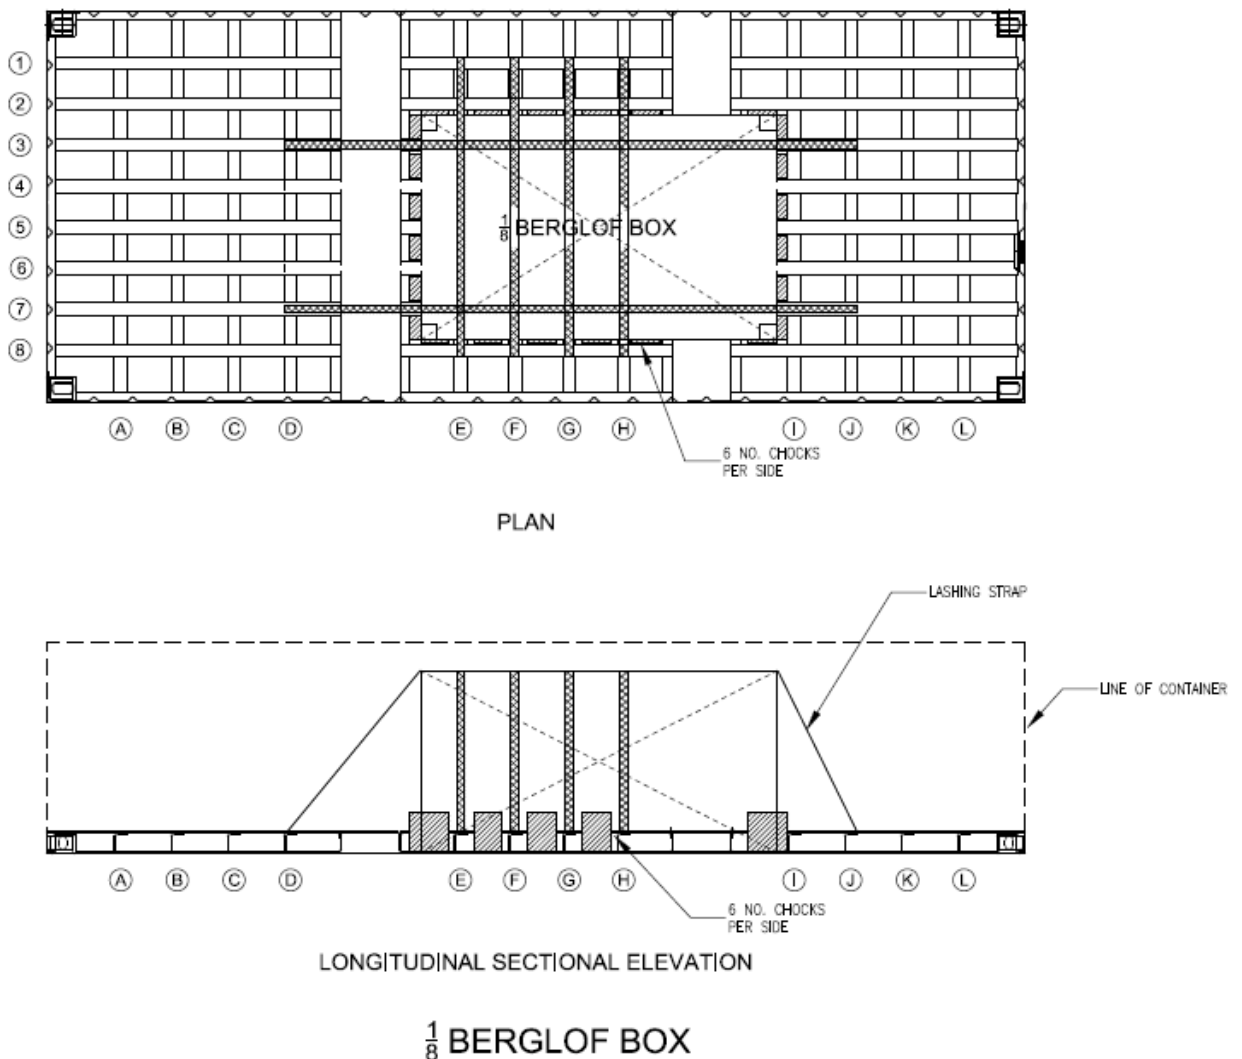 1
2
3
4
5
6
7
8
1/8 BERGLOF BOX
A B C D E F G H I J K L
6 NO. CHOCKS
PER SIDE
PLAN
LASHING STRAP
LINE OF CONTAINER
A B C D E F G H I J K L
6 NO. CHOCKS
PER SIDE
LONGITUDINAL SECTIONAL ELEVATION
1/8 BERGLOF BOX